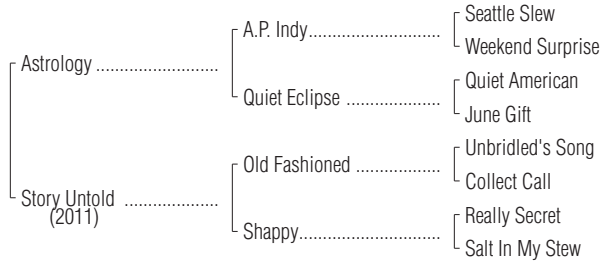 Seattle Slew
A.P. Indy
Weekend Surprise
Astrology
Quiet American
Quiet Eclipse
June Gift
Unbridled's Song
Old Fashioned
Collect Call
Story Untold
(2011)
Really Secret
Shappy
Salt In My Stew